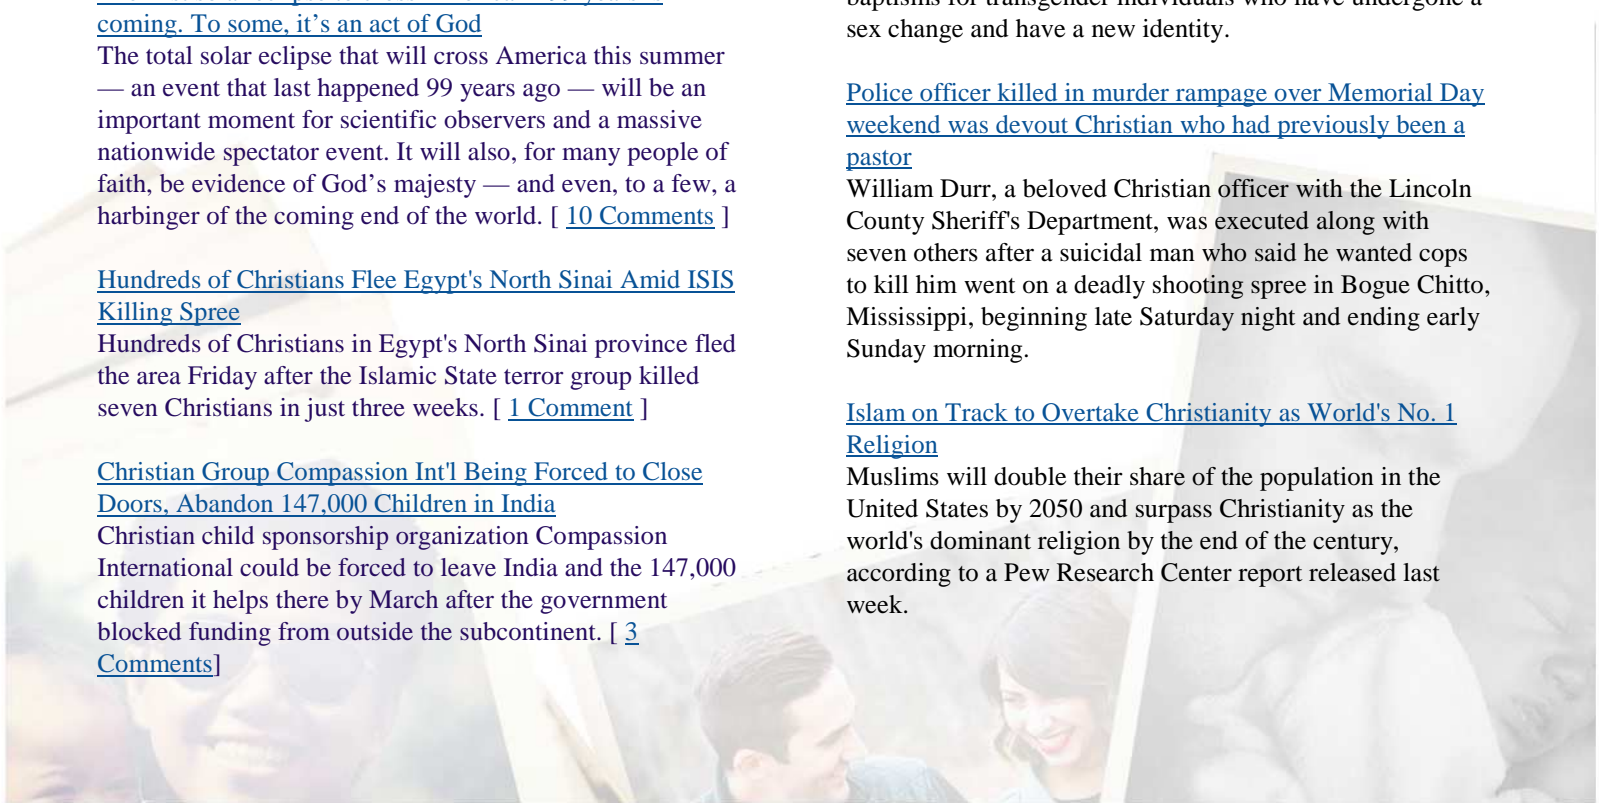 coming. To some, it’s an act of God
The total solar eclipse that will cross America this summer
— an event that last happened 99 years ago — will be an
important moment for scientific observers and a massive
nationwide spectator event. It will also, for many people of
faith, be evidence of God’s majesty — and even, to a few, a
harbinger of the coming end of the world. [ 10 Comments ]
Hundreds of Christians Flee Egypt's North Sinai Amid ISIS
Killing Spree
Hundreds of Christians in Egypt's North Sinai province fled
the area Friday after the Islamic State terror group killed
seven Christians in just three weeks. [ 1 Comment ]
Christian Group Compassion Int'l Being Forced to Close
Doors, Abandon 147,000 Children in India
Christian child sponsorship organization Compassion
International could be forced to leave India and the 147,000
children it helps there by March after the government
blocked funding from outside the subcontinent. [ 3
Comments]
baptisms for transgender individuals who have undergone a
sex change and have a new identity.
Police officer killed in murder rampage over Memorial Day
weekend was devout Christian who had previously been a
pastor
William Durr, a beloved Christian officer with the Lincoln
County Sheriff's Department, was executed along with
seven others after a suicidal man who said he wanted cops
to kill him went on a deadly shooting spree in Bogue Chitto,
Mississippi, beginning late Saturday night and ending early
Sunday morning.
Islam on Track to Overtake Christianity as World's No. 1
Religion
Muslims will double their share of the population in the
United States by 2050 and surpass Christianity as the
world's dominant religion by the end of the century,
according to a Pew Research Center report released last
week.